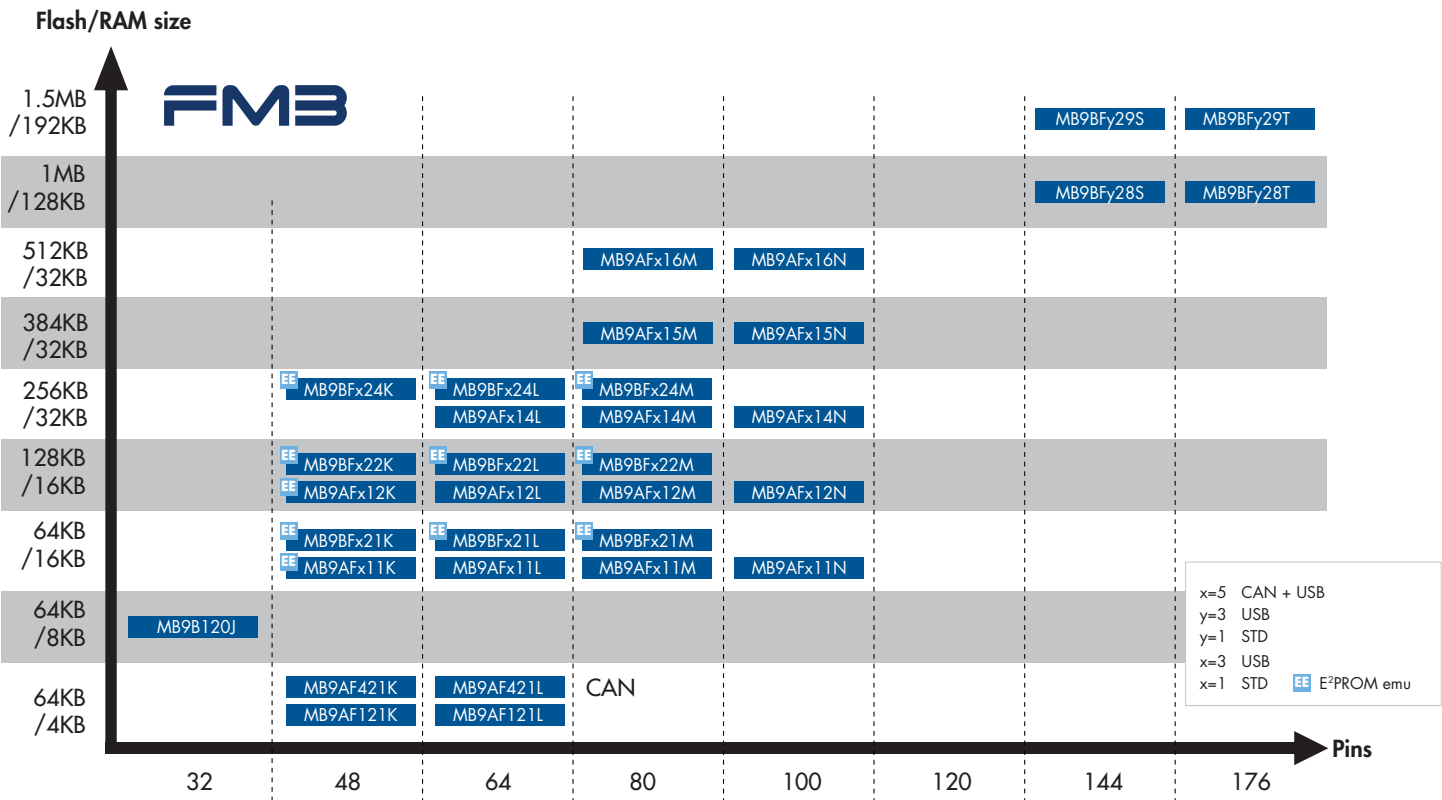 Flash/RAM size
FM3
1.5MB
/192KB
MB9BFy29S MB9BFy29T
1MB
/128KB
MB9BFy28S MB9BFy28T
512KB
/32KB
MB9AFx16M MB9AFx16N
384KB
/32KB
MB9AFx15M MB9AFx15N
256KB
/32KB
EE MB9BFx24K EE MB9BFx24L EE MB9BFx24M
MB9AFx14L MB9AFx14M MB9AFx14N
128KB
/16KB
EE MB9BFx22K EE MB9BFx22L EE MB9BFx22M
EE MB9AFx12K MB9AFx12L MB9AFx12M MB9AFx12N
64KB
/16KB
EE MB9BFx21K EE MB9BFx21L EE MB9BFx21M
EE MB9AFx11K MB9AFx11L MB9AFx11M MB9AFx11N
64KB
/8KB
MB9B120J
64KB
/4KB
MB9AF421K MB9AF421L CAN
MB9AF121K MB9AF121L
x=5 CAN + USB
y=3 USB
y=1 STD
x=3 USB
x=1 STD EE E²PROM emu
Pins
32 48 64 80 100 120 144 176